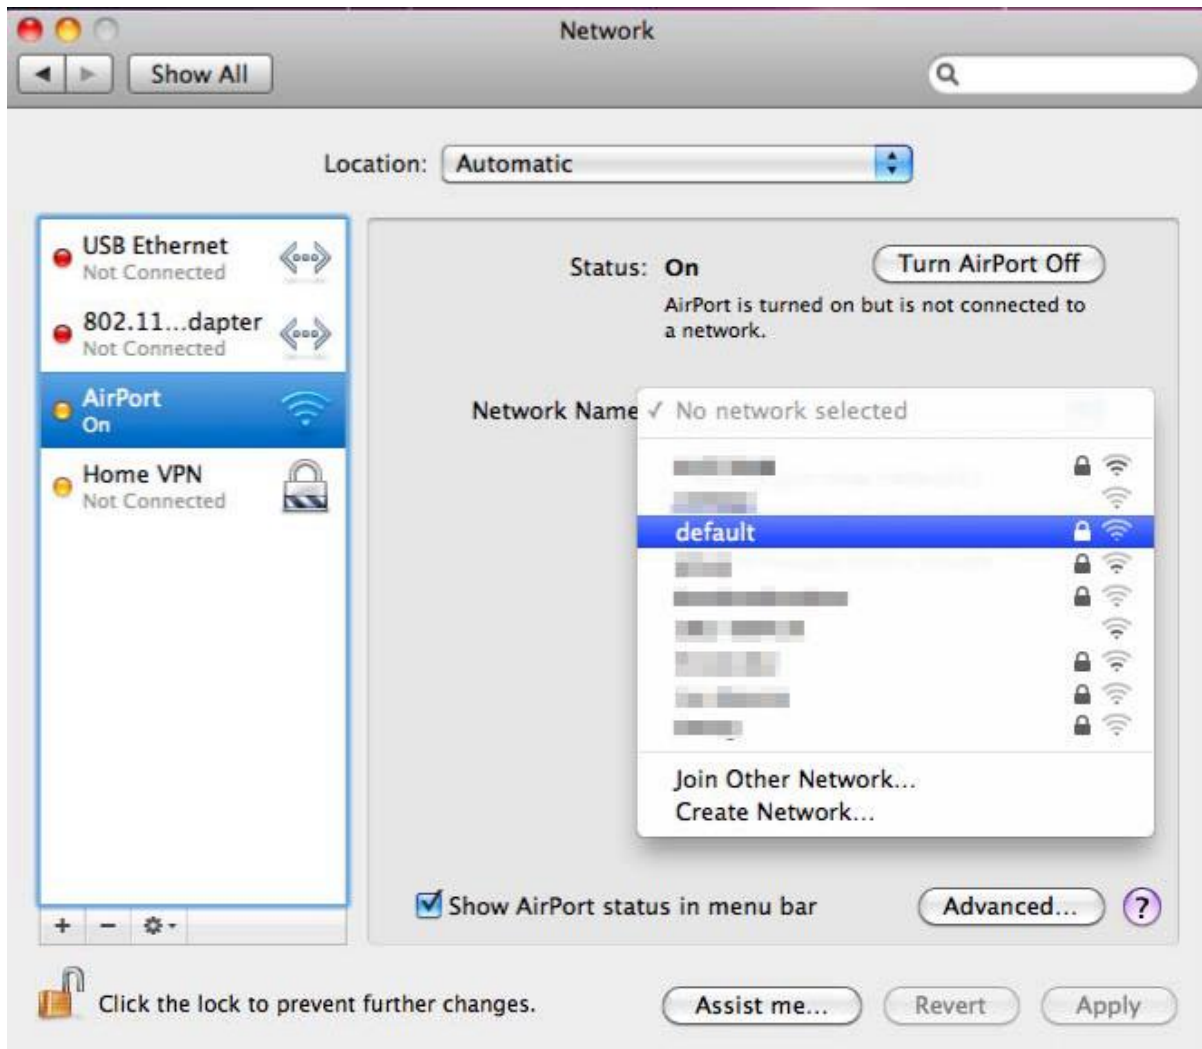 Network
Show All
Location: Automatic
USB Ethernet
Not Connected
802.11...dapter
Not Connected
AirPort
On
Home VPN
Not Connected
Status: On
Turn AirPort Off
AirPort is turned on but is not connected to
a network.
Network Name
✓ No network selected
default
Join Other Network...
Create Network...
Show AirPort status in menu bar
Advanced...
?
Click the lock to prevent further changes.
Assist me...
Revert
Apply